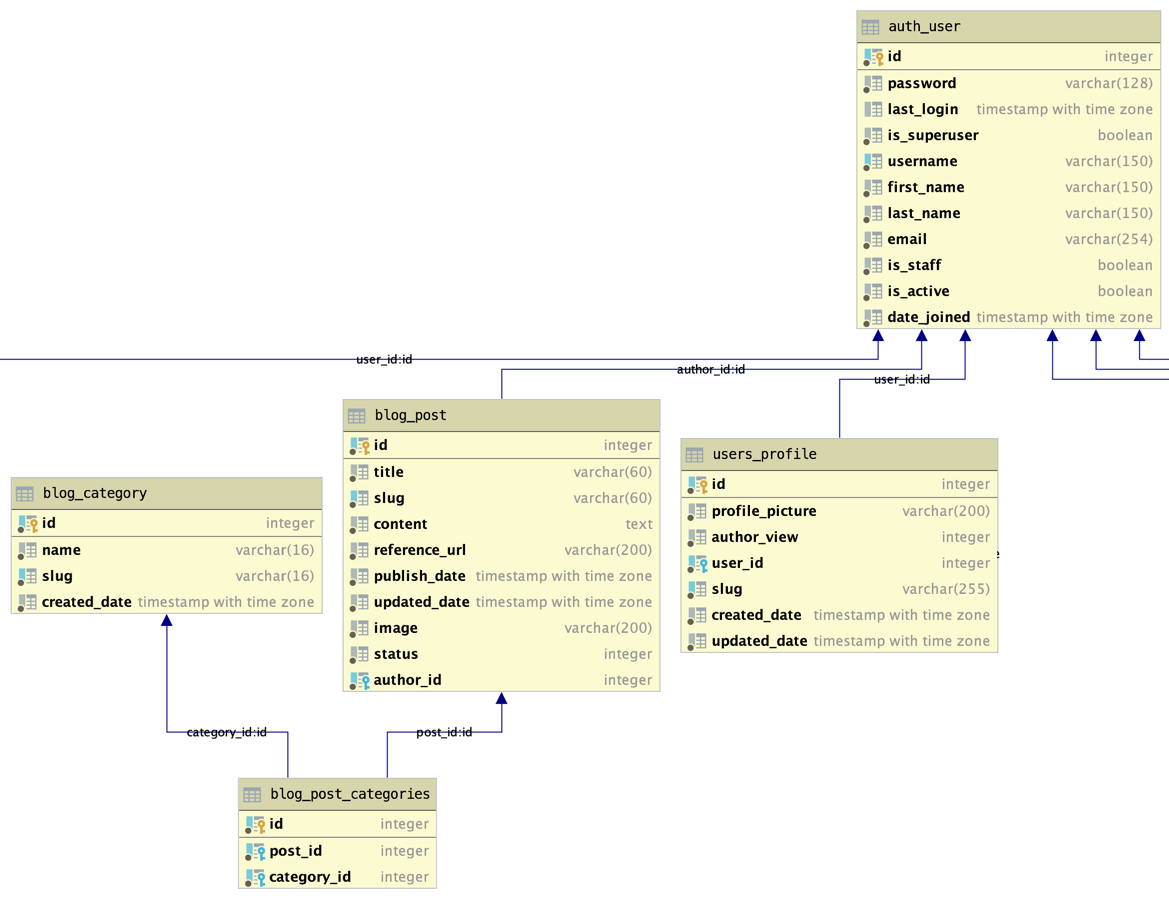 auth_user
id integer
password varchar(128)
last_login timestamp with time zone
is_superuser boolean
username varchar(150)
first_name varchar(150)
last_name varchar(150)
email varchar(254)
is_staff boolean
is_active boolean
date_joined timestamp with time zone
user_id:id
author_id:id
user_id:id
blog_post
id integer
title varchar(60)
slug varchar(60)
content text
reference_url varchar(200)
publish_date timestamp with time zone
updated_date timestamp with time zone
image varchar(200)
status integer
author_id integer
users_profile
id integer
profile_picture varchar(200)
author_view integer
user_id integer
slug varchar(255)
created_date timestamp with time zone
updated_date timestamp with time zone
blog_category
id integer
name varchar(16)
slug varchar(16)
created_date timestamp with time zone
category_id:id
post_id:id
blog_post_categories
id integer
post_id integer
category_id integer